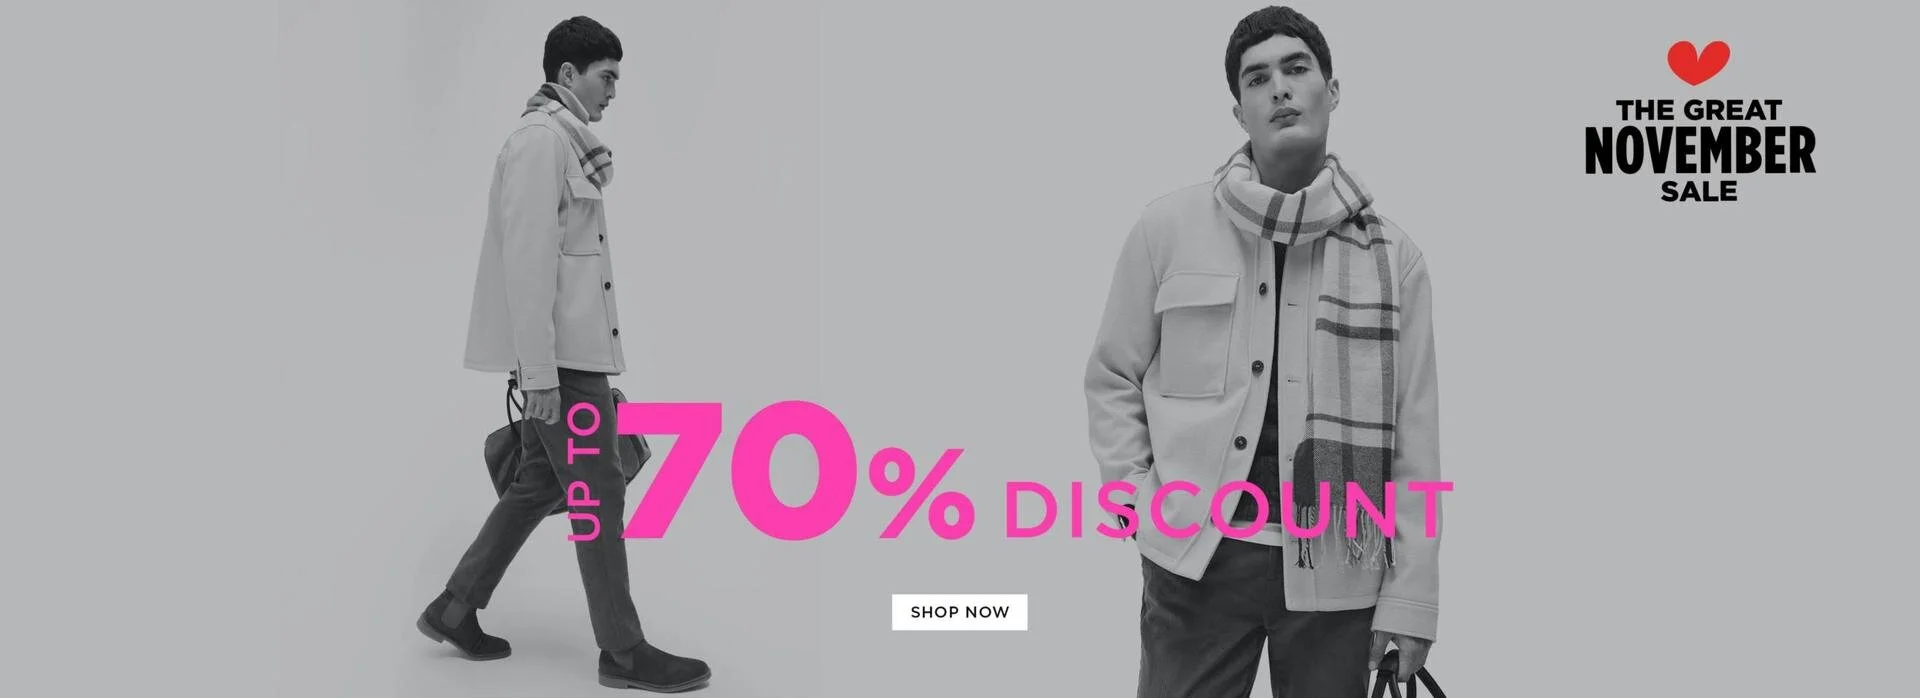 THE GREAT
NOVEMBER
SALE
UP TO
70% DISCOUNT
SHOP NOW